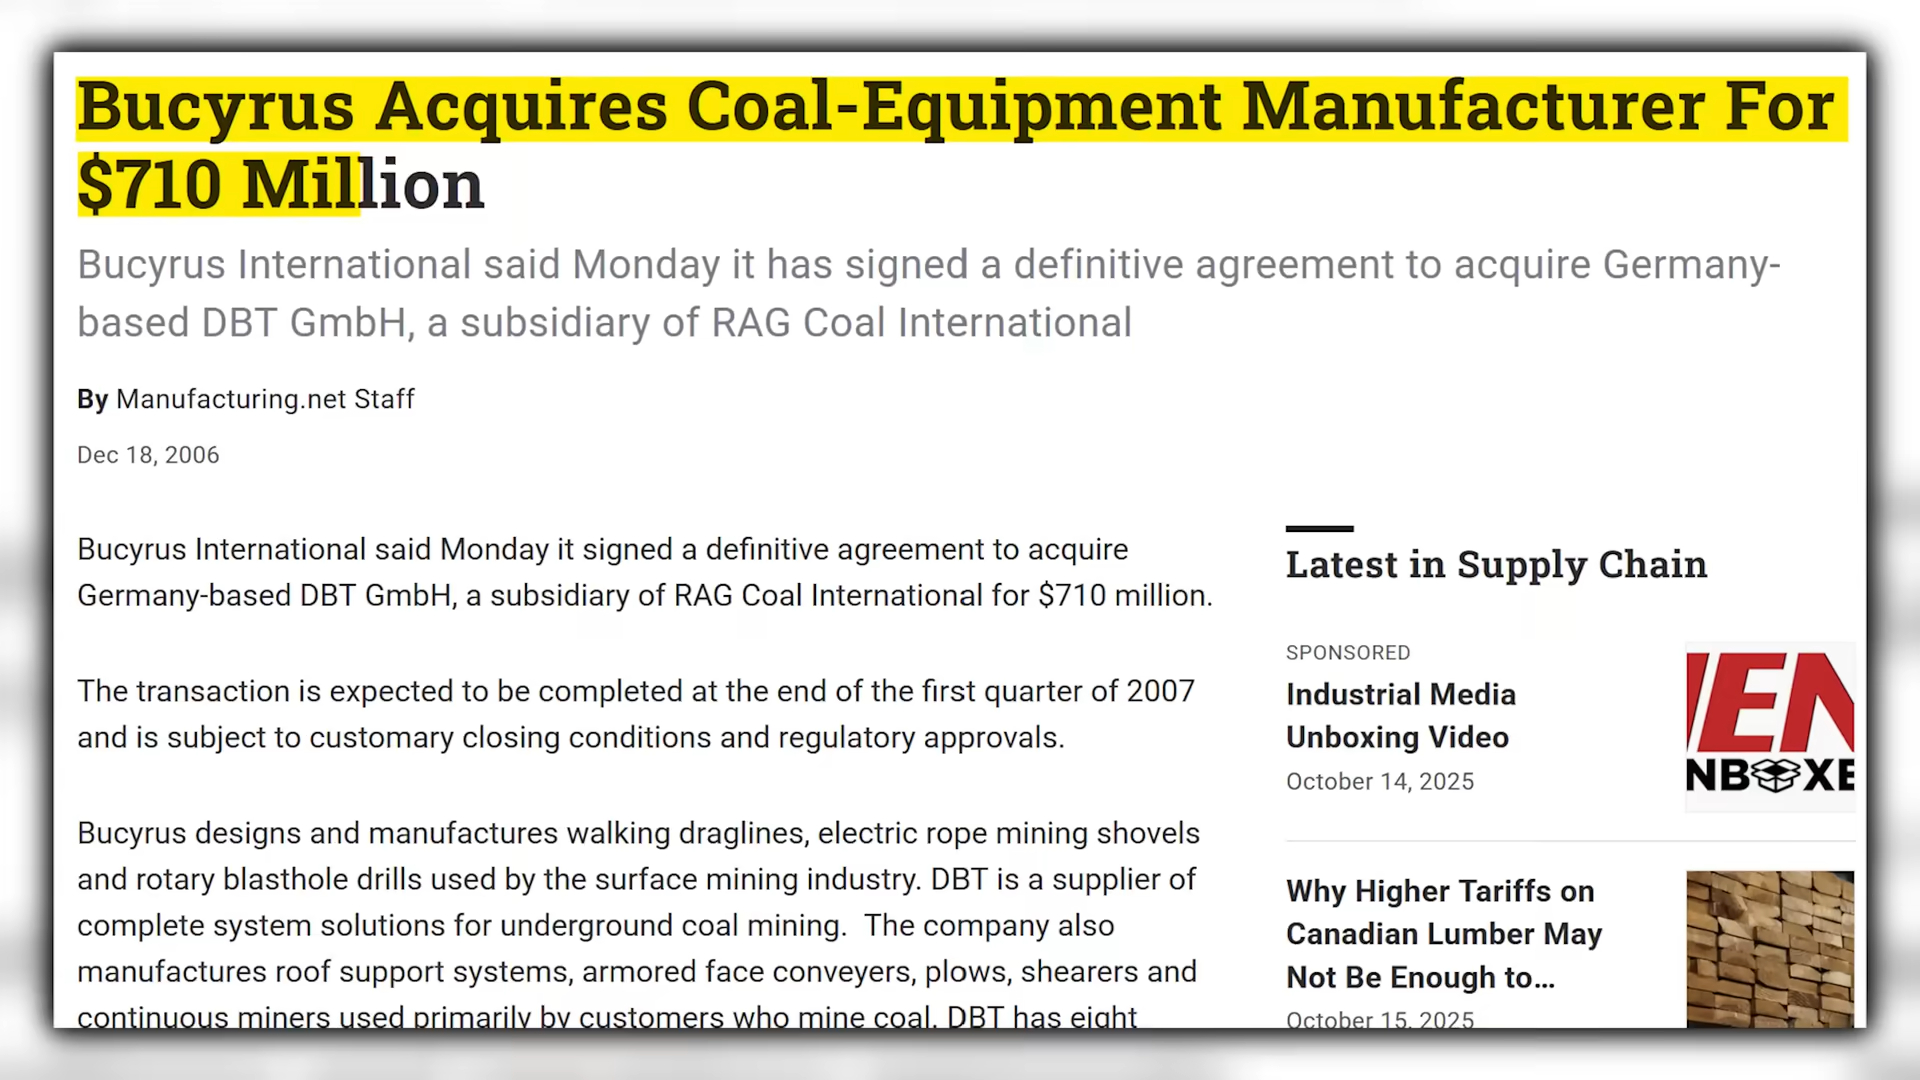 Bucyrus Acquires Coal-Equipment Manufacturer For
$710 Million
Bucyrus International said Monday it has signed a definitive agreement to acquire Germany-
based DBT GmbH, a subsidiary of RAG Coal International
By Manufacturing.net Staff
Dec 18, 2006
Bucyrus International said Monday it signed a definitive agreement to acquire
Germany-based DBT GmbH, a subsidiary of RAG Coal International for $710 million.
The transaction is expected to be completed at the end of the first quarter of 2007
and is subject to customary closing conditions and regulatory approvals.
Bucyrus designs and manufactures walking draglines, electric rope mining shovels
and rotary blasthole drills used by the surface mining industry. DBT is a supplier of
complete system solutions for underground coal mining.  The company also
manufactures roof support systems, armored face conveyers, plows, shearers and
continuous miners used primarily by customers who mine coal. DBT has eight
Latest in Supply Chain
SPONSORED
Industrial Media
Unboxing Video
October 14, 2025
IEN
NBOXE
Why Higher Tariffs on
Canadian Lumber May
Not Be Enough to…
October 15, 2025